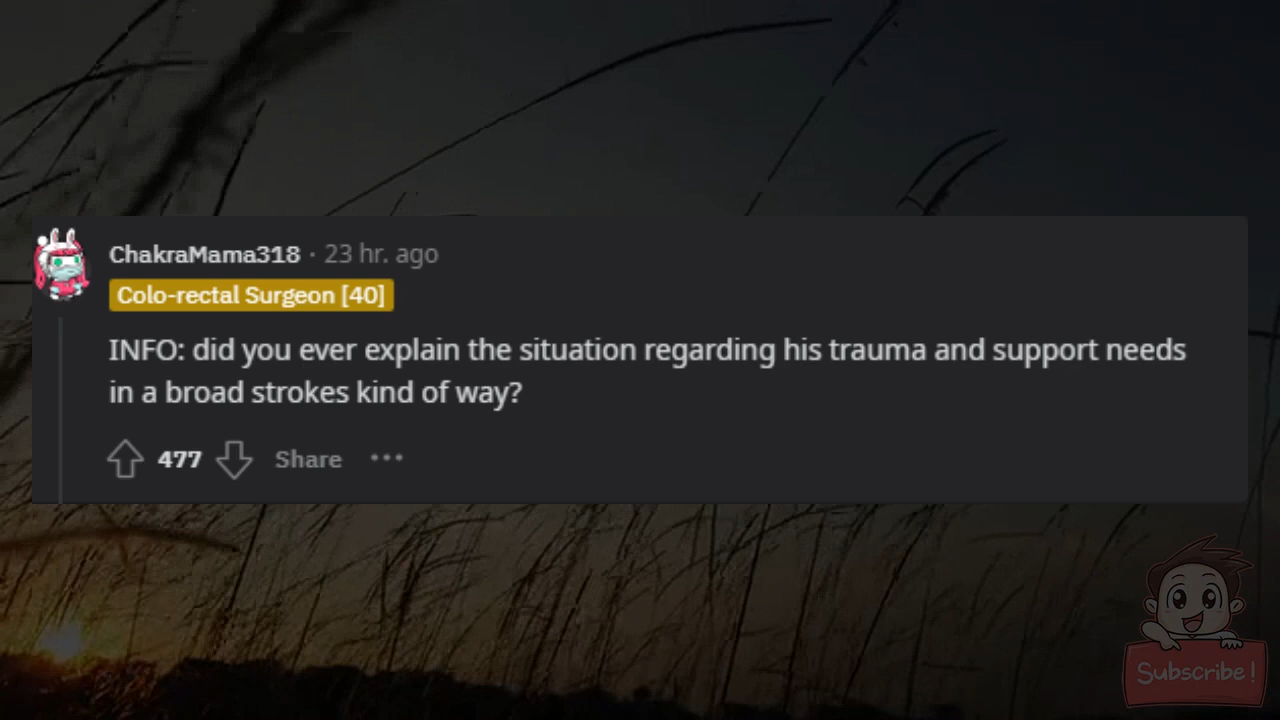 ChakraMama318 · 23 hr. ago
Colo-rectal Surgeon [40]
INFO: did you ever explain the situation regarding his trauma and support needs
in a broad strokes kind of way?
477 Share ···
Subscribe!